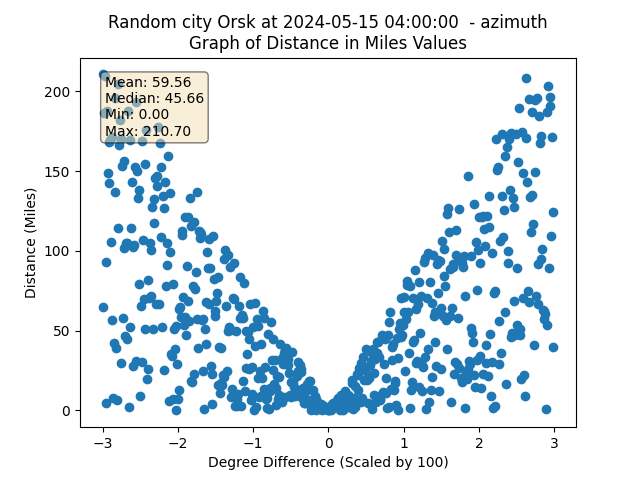 Random city Orsk at 2024-05-15 04:00:00  - azimuth
Graph of Distance in Miles Values
Mean: 59.56
Median: 45.66
Min: 0.00
Max: 210.70
Distance (Miles)
200
150
100
50
0
−3
−2
−1
0
1
2
3
Degree Difference (Scaled by 100)